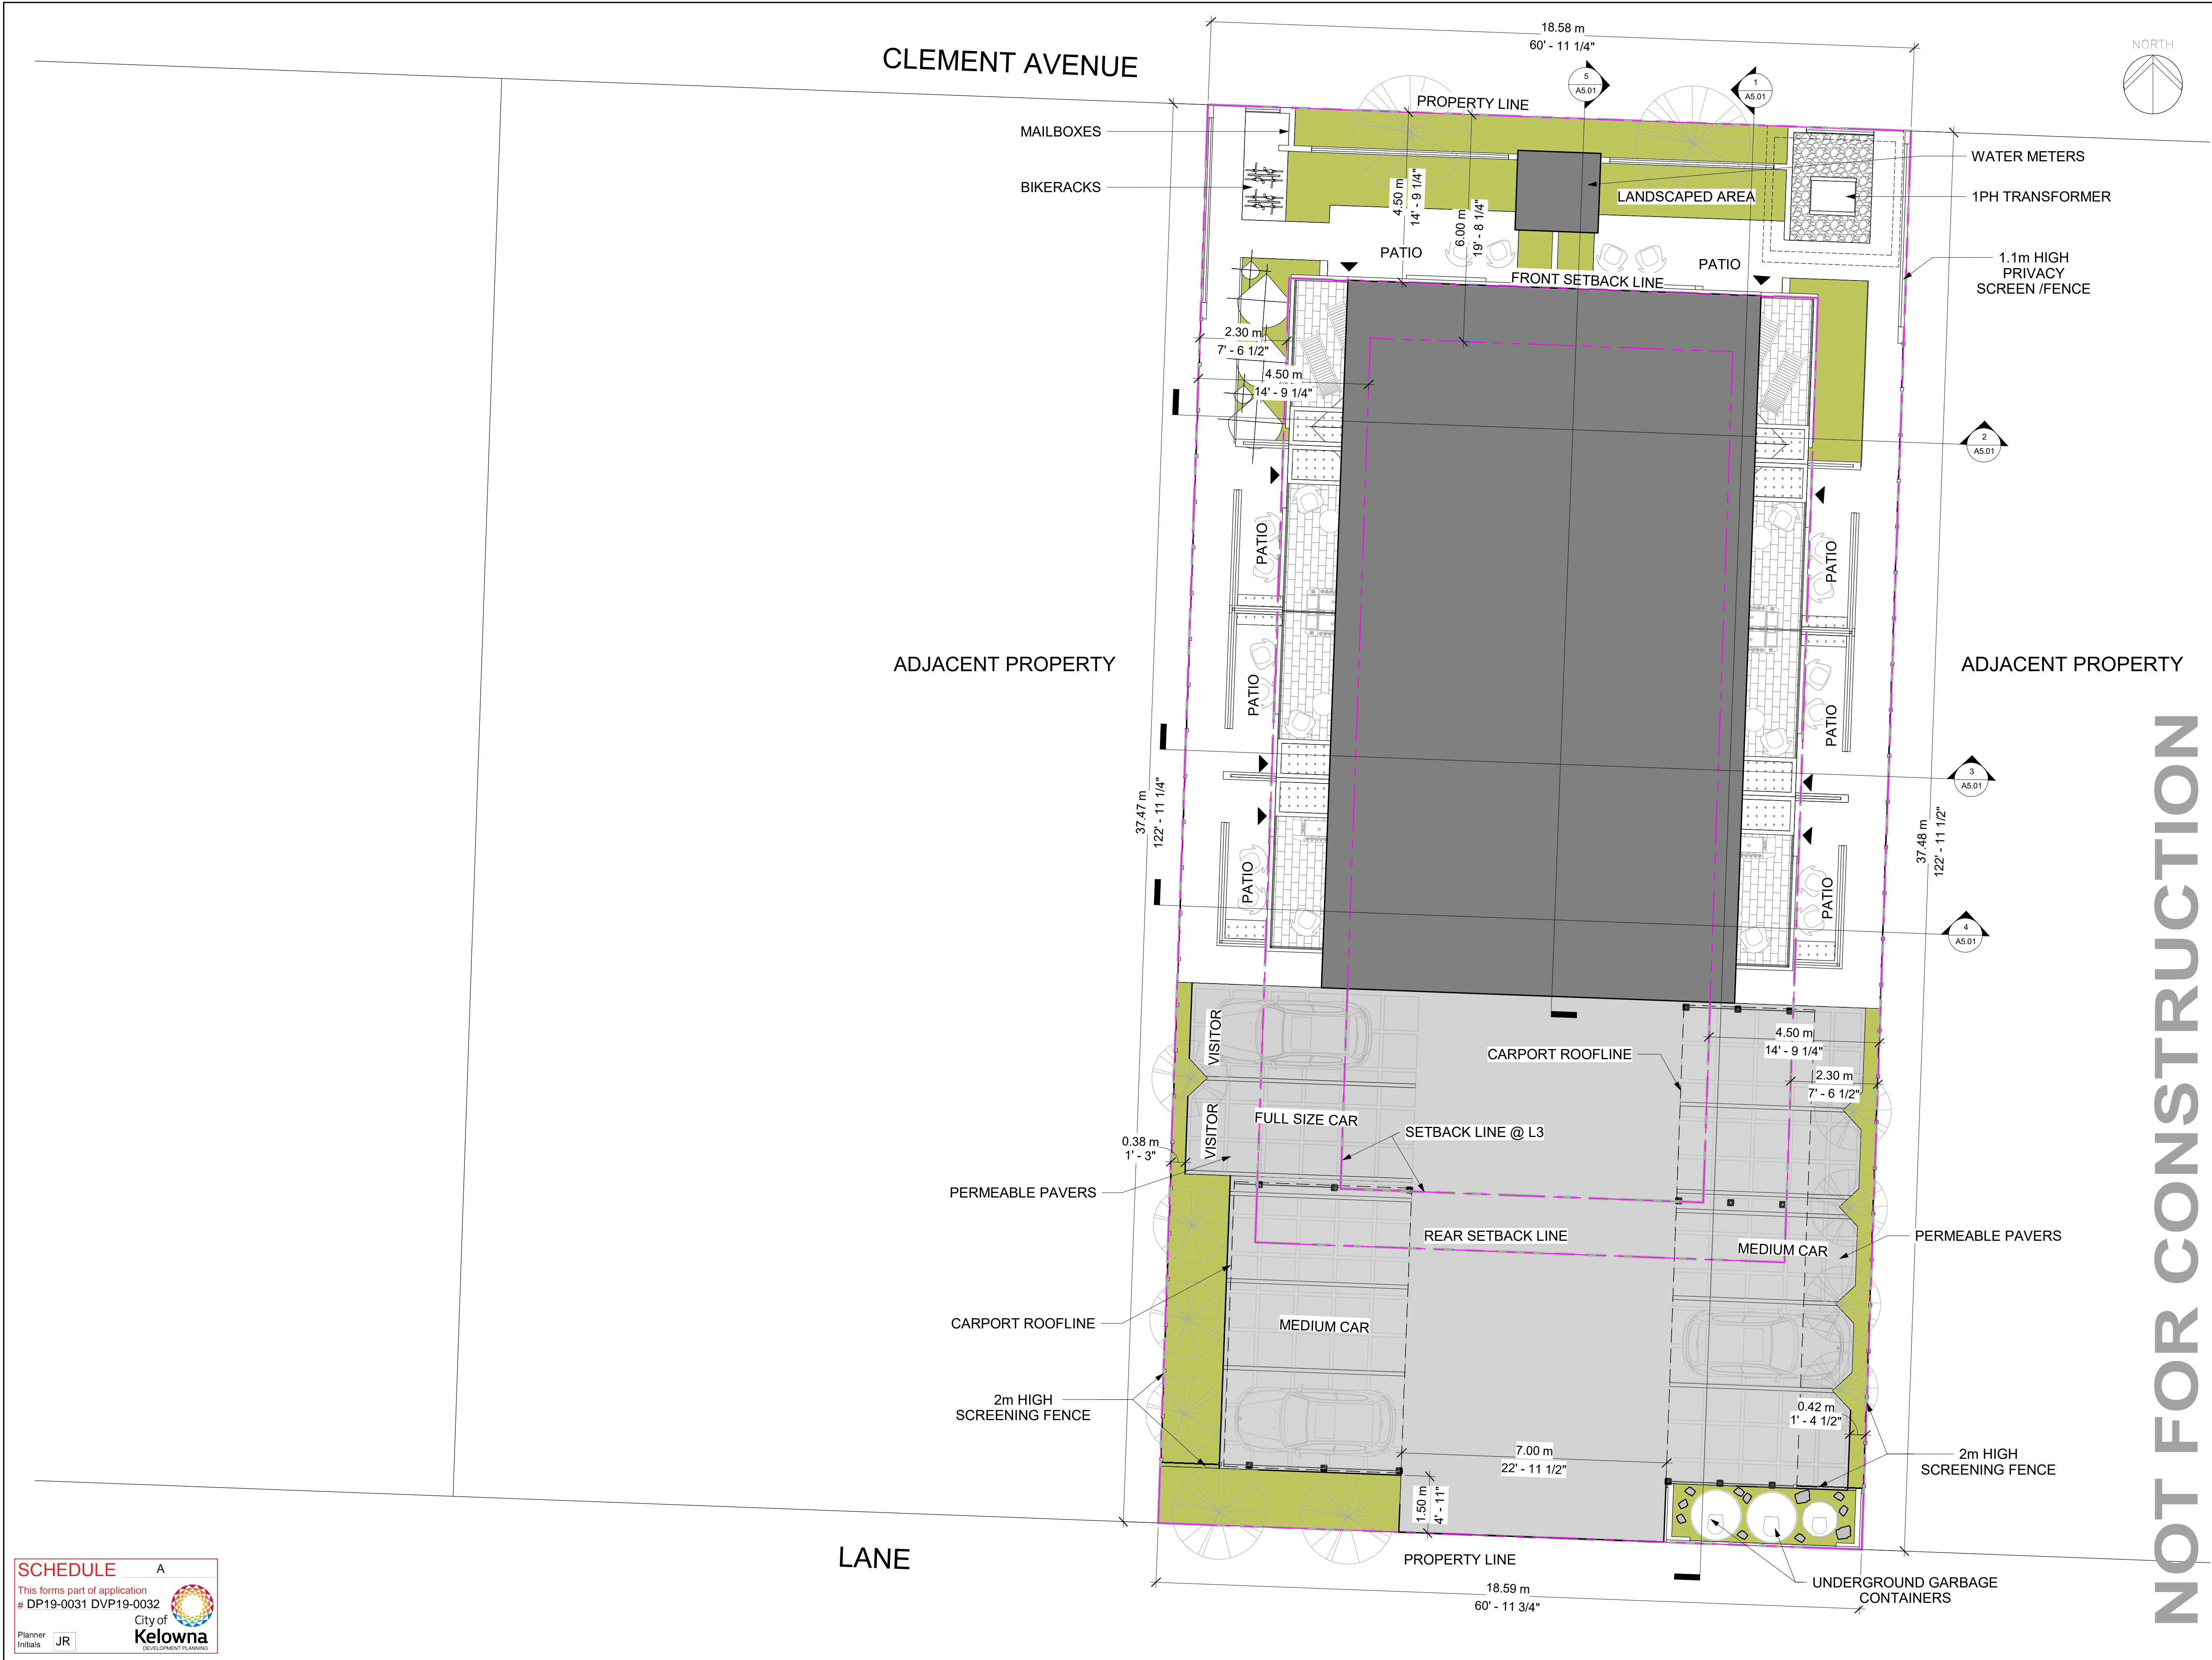 18.58 m
60' - 11 1/4"
NORTH
CLEMENT AVENUE
5
A5.01
1
A5.01
PROPERTY LINE
MAILBOXES
WATER METERS
BIKERACKS
4.50 m
14' - 9 1/4"
LANDSCAPED AREA
1PH TRANSFORMER
6.00 m
19' - 8 1/4"
PATIO
PATIO
1.1m HIGH
PRIVACY
SCREEN /FENCE
FRONT SETBACK LINE
2.30 m
7' - 6 1/2"
4.50 m
14' - 9 1/4"
2
A5.01
PATIO
PATIO
ADJACENT PROPERTY
ADJACENT PROPERTY
PATIO
PATIO
3
A5.01
37.47 m
122' - 11 1/4"
37.48 m
122' - 11 1/2"
PATIO
PATIO
4
A5.01
VISITOR
4.50 m
14' - 9 1/4"
CARPORT ROOFLINE
2.30 m
7' - 6 1/2"
VISITOR
FULL SIZE CAR
SETBACK LINE @ L3
0.38 m
1' - 3"
PERMEABLE PAVERS
REAR SETBACK LINE
MEDIUM CAR
PERMEABLE PAVERS
CARPORT ROOFLINE
MEDIUM CAR
2m HIGH
SCREENING FENCE
0.42 m
1' - 4 1/2"
7.00 m
22' - 11 1/2"
2m HIGH
SCREENING FENCE
1.50 m
4' - 11"
LANE
PROPERTY LINE
UNDERGROUND GARBAGE
CONTAINERS
18.59 m
60' - 11 3/4"
NOT FOR CONSTRUCTION
SCHEDULE A
This forms part of application
# DP19-0031 DVP19-0032
City of
Kelowna
DEVELOPMENT PLANNING
Planner
Initials JR